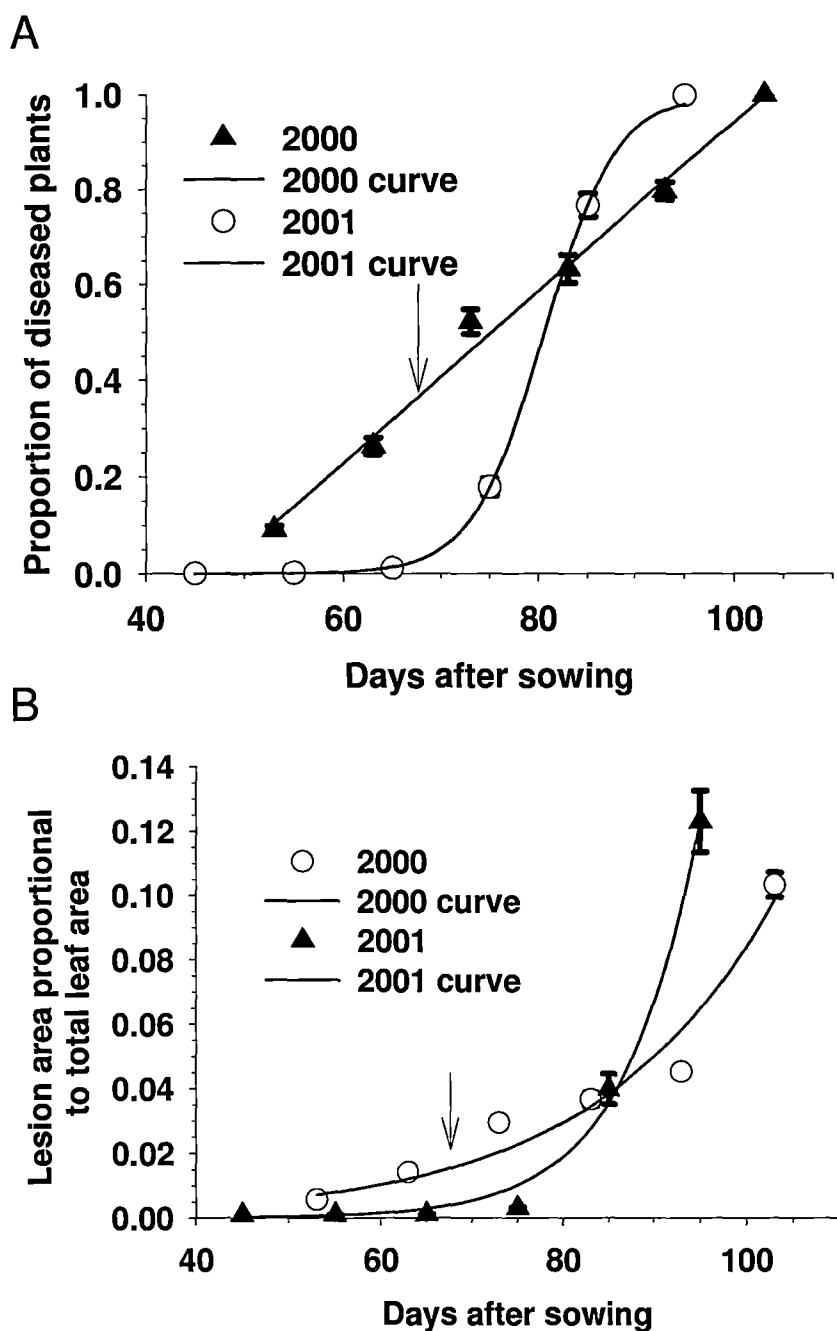 A
Proportion of diseased plants
1.0
0.8
0.6
0.4
0.2
0.0
2000
2000 curve
2001
2001 curve
40 60 80 100
Days after sowing
B
Lesion area proportional
to total leaf area
0.14
0.12
0.10
0.08
0.06
0.04
0.02
0.00
2000
2000 curve
2001
2001 curve
40 60 80 100
Days after sowing